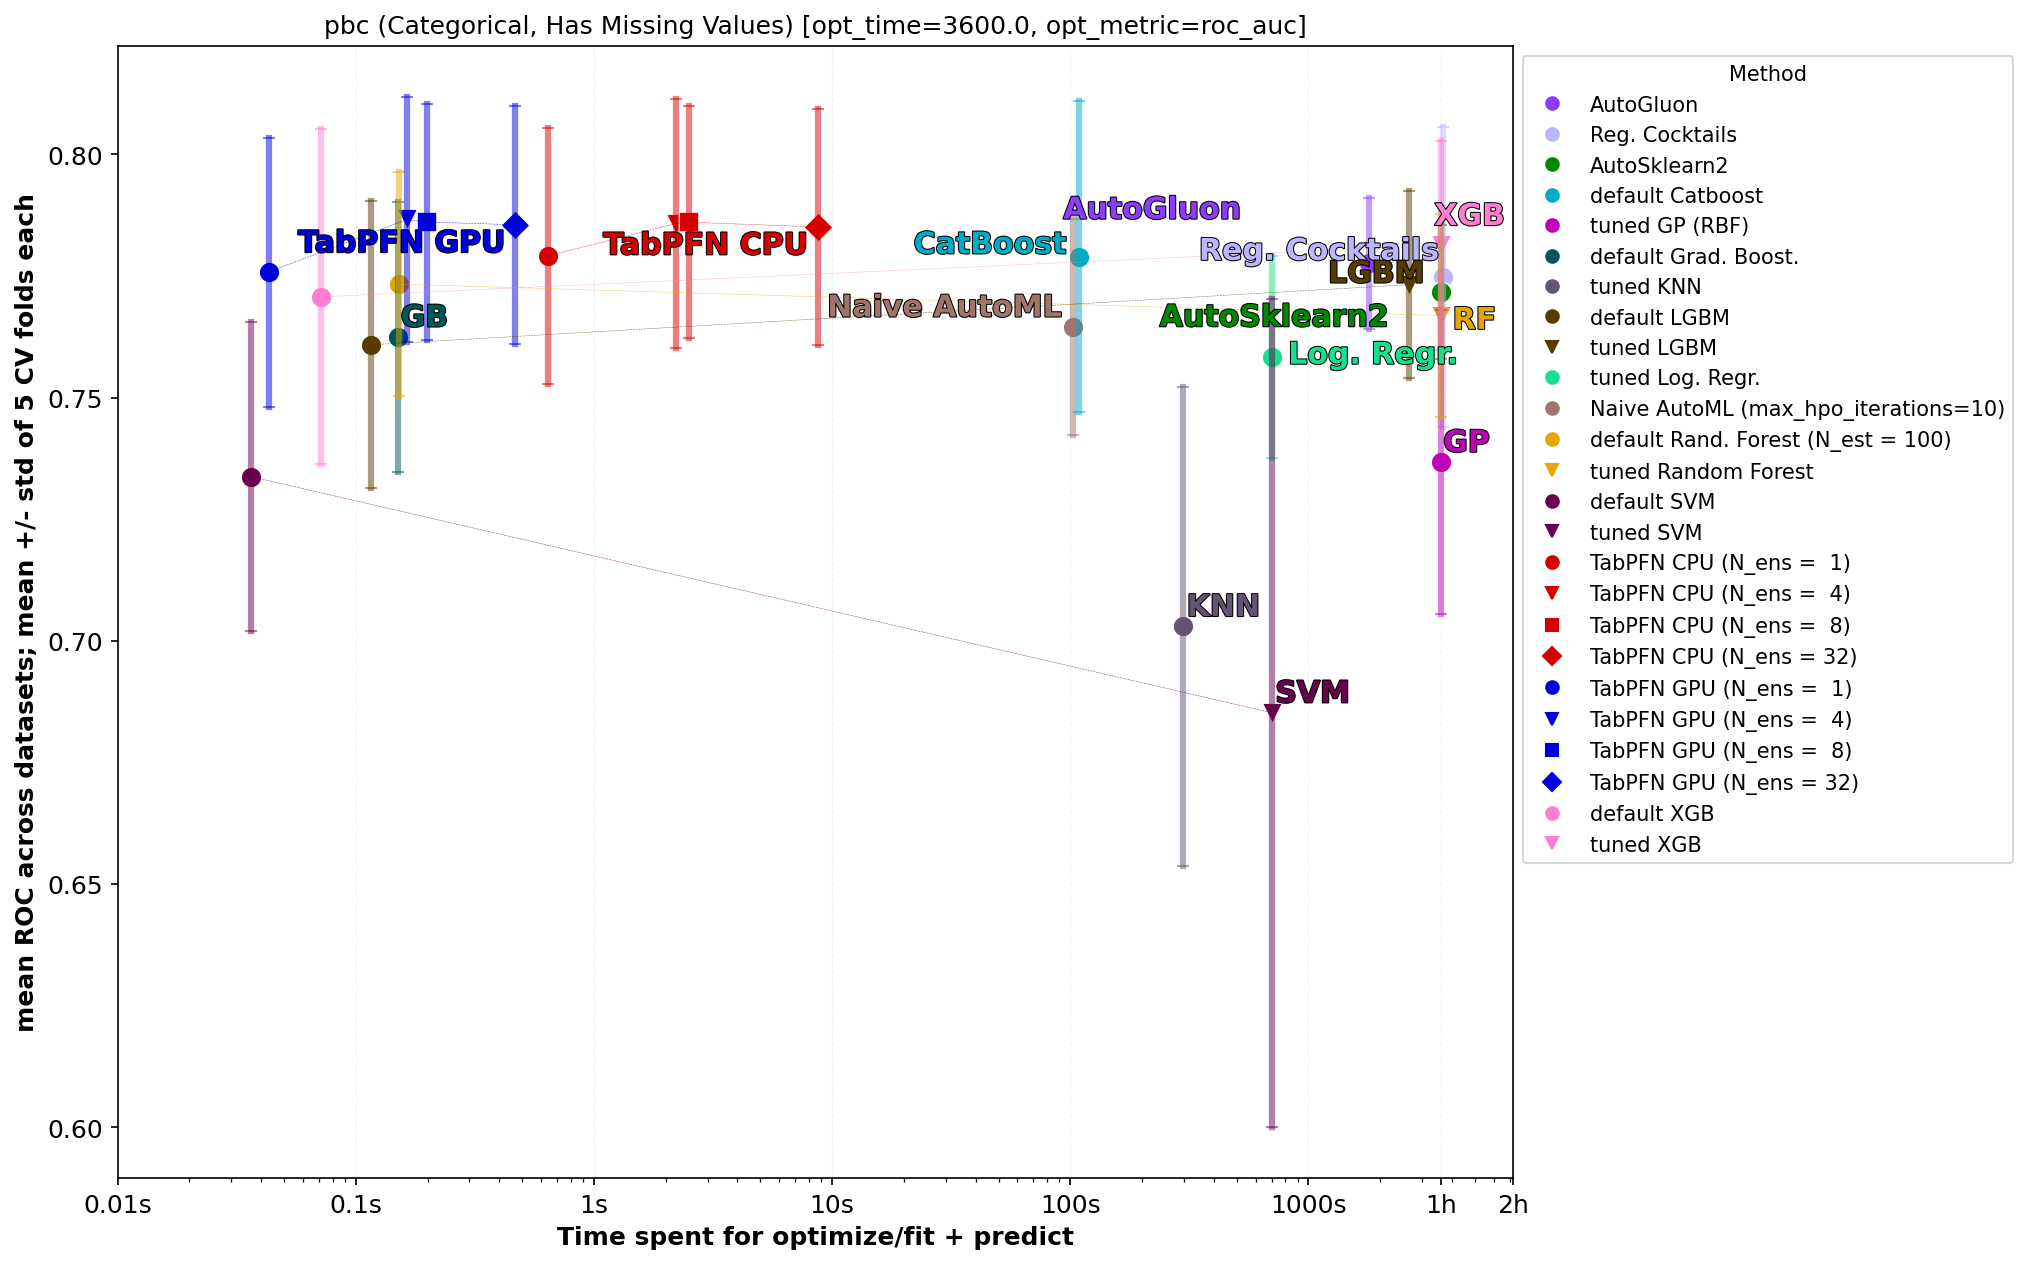 pbc (Categorical, Has Missing Values) [opt_time=3600.0, opt_metric=roc_auc]
mean ROC across datasets; mean +/- std of 5 CV folds each
0.80
0.75
0.70
0.65
0.60
AutoGluon
XGB
TabPFN GPU
TabPFN CPU
CatBoost
Reg. Cocktails
LGBM
Naive AutoML
GB
AutoSklearn2
RF
Log. Regr.
GP
KNN
SVM
0.01s
0.1s
1s
10s
100s
1000s
1h
2h
Time spent for optimize/fit + predict
Method
AutoGluon
Reg. Cocktails
AutoSklearn2
default Catboost
tuned GP (RBF)
default Grad. Boost.
tuned KNN
default LGBM
tuned LGBM
tuned Log. Regr.
Naive AutoML (max_hpo_iterations=10)
default Rand. Forest (N_est = 100)
tuned Random Forest
default SVM
tuned SVM
TabPFN CPU (N_ens =  1)
TabPFN CPU (N_ens =  4)
TabPFN CPU (N_ens =  8)
TabPFN CPU (N_ens = 32)
TabPFN GPU (N_ens =  1)
TabPFN GPU (N_ens =  4)
TabPFN GPU (N_ens =  8)
TabPFN GPU (N_ens = 32)
default XGB
tuned XGB